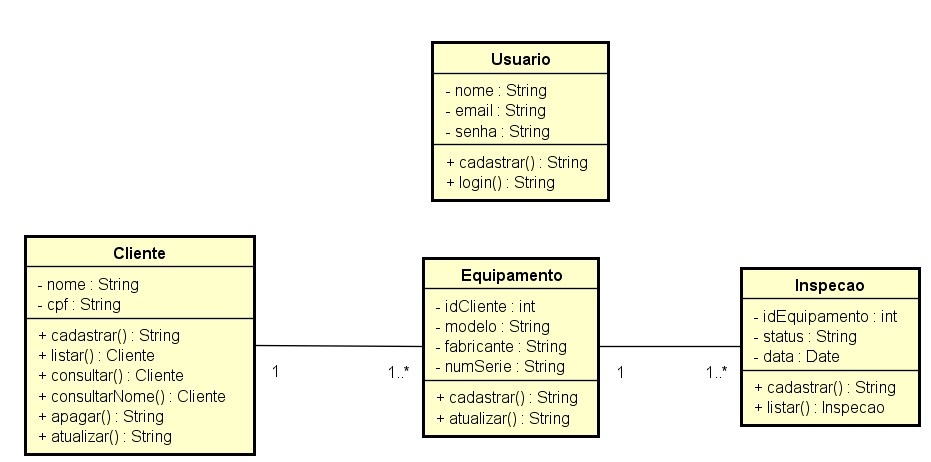 Usuario
- nome : String
- email : String
- senha : String
+ cadastrar() : String
+ login() : String
Cliente
- nome : String
- cpf : String
+ cadastrar() : String
+ listar() : Cliente
+ consultar() : Cliente
+ consultarNome() : Cliente
+ apagar() : String
+ atualizar() : String
1
1..*
Equipamento
- idCliente : int
- modelo : String
- fabricante : String
- numSerie : String
+ cadastrar() : String
+ atualizar() : String
1
1..*
Inspecao
- idEquipamento : int
- status : String
- data : Date
+ cadastrar() : String
+ listar() : Inspecao